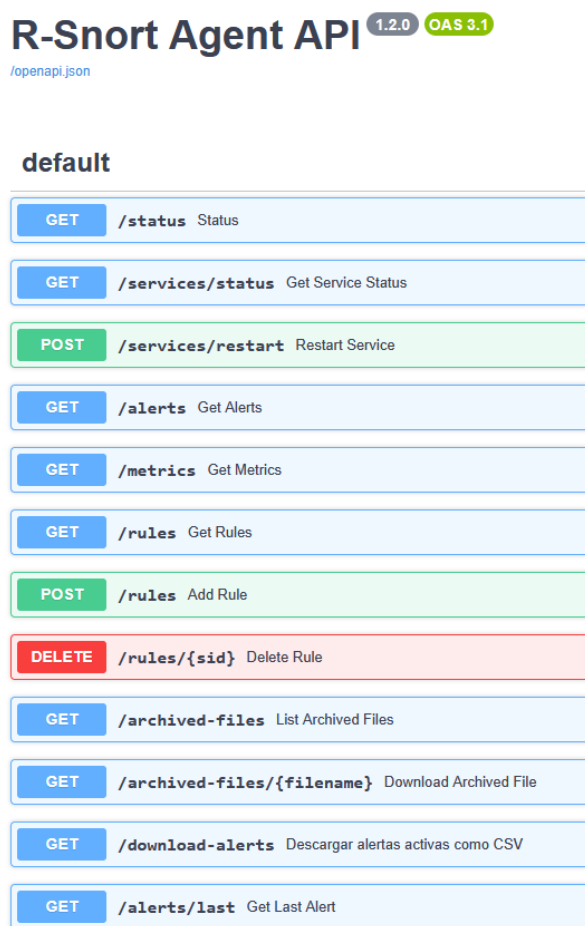 R-Snort Agent API 1.2.0 OAS 3.1
/openapi.json
default
GET /status Status
GET /services/status Get Service Status
POST /services/restart Restart Service
GET /alerts Get Alerts
GET /metrics Get Metrics
GET /rules Get Rules
POST /rules Add Rule
DELETE /rules/{sid} Delete Rule
GET /archived-files List Archived Files
GET /archived-files/{filename} Download Archived File
GET /download-alerts Descargar alertas activas como CSV
GET /alerts/last Get Last Alert